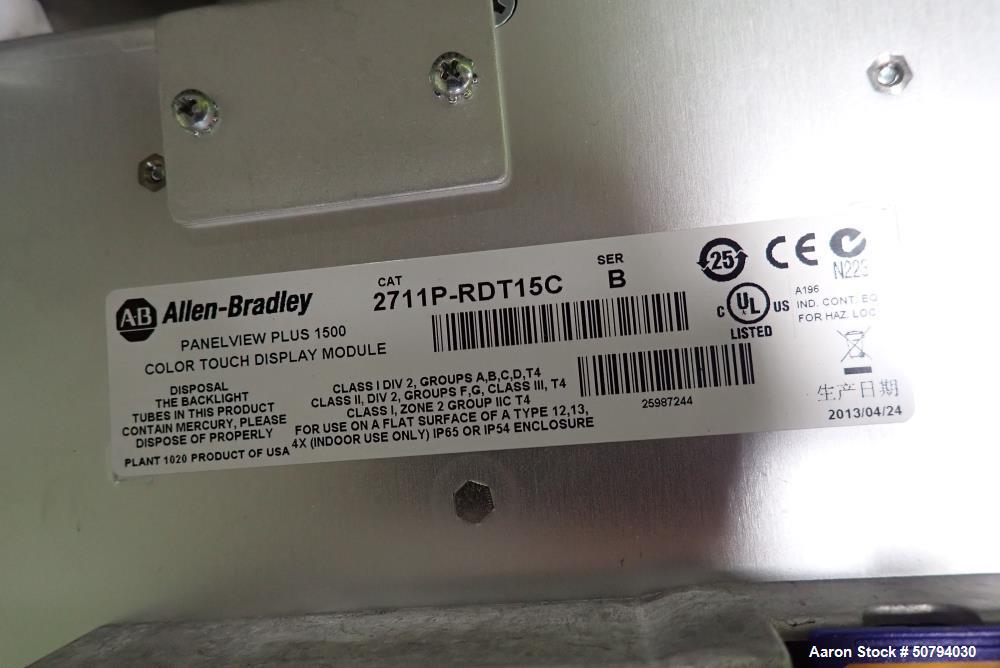 AB Allen-Bradley
PANELVIEW PLUS 1500
COLOR TOUCH DISPLAY MODULE
DISPOSAL
THE BACKLIGHT
TUBES IN THIS PRODUCT
CONTAIN MERCURY, PLEASE
DISPOSE OF PROPERLY
PLANT 1020 PRODUCT OF USA
CAT
2711P-RDT15C
SER
B
CLASS I DIV 2, GROUPS A,B,C,D,T4
CLASS II, DIV 2, GROUPS F,G, CLASS III, T4
CLASS I, ZONE 2 GROUP IIC T4
FOR USE ON A FLAT SURFACE OF A TYPE 12,13,
4X (INDOOR USE ONLY) IP65 OR IP54 ENCLOSURE
25987244
25
CE
N223
C UL US
LISTED
A196
IND. CONT. EQ
FOR HAZ. LOC
生产日期
2013/04/24
Aaron Stock # 50794030